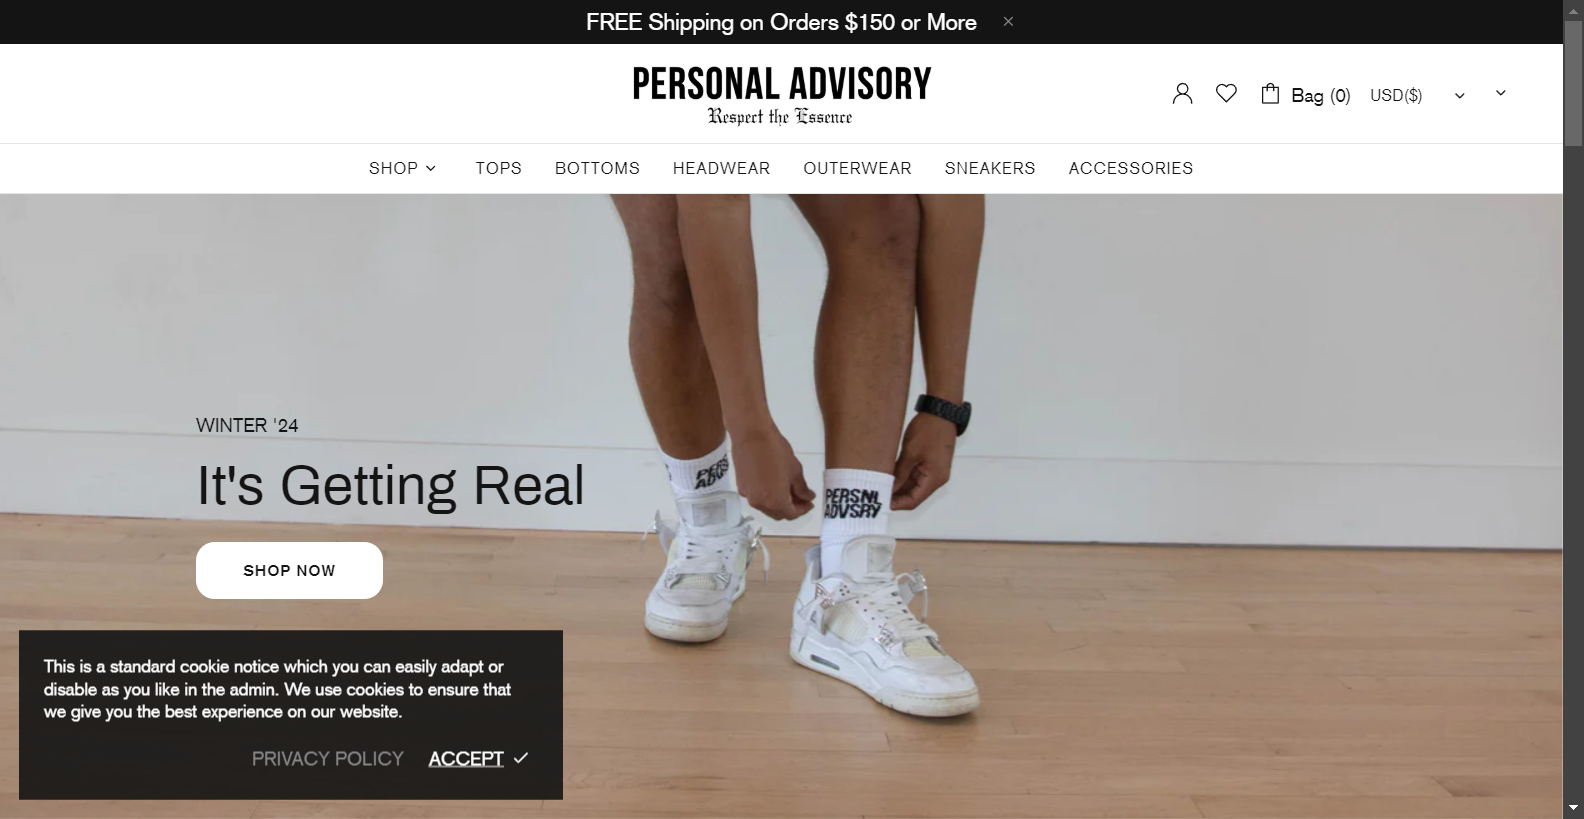 FREE Shipping on Orders $150 or More
PERSONAL ADVISORY
Respect the Essence
Bag (0)
USD($)
SHOP
TOPS
BOTTOMS
HEADWEAR
OUTERWEAR
SNEAKERS
ACCESSORIES
WINTER '24
It's Getting Real
SHOP NOW
PERS
ADVS
PERSNL
ADVSRY
This is a standard cookie notice which you can easily adapt or
disable as you like in the admin. We use cookies to ensure that
we give you the best experience on our website.
PRIVACY POLICY
ACCEPT